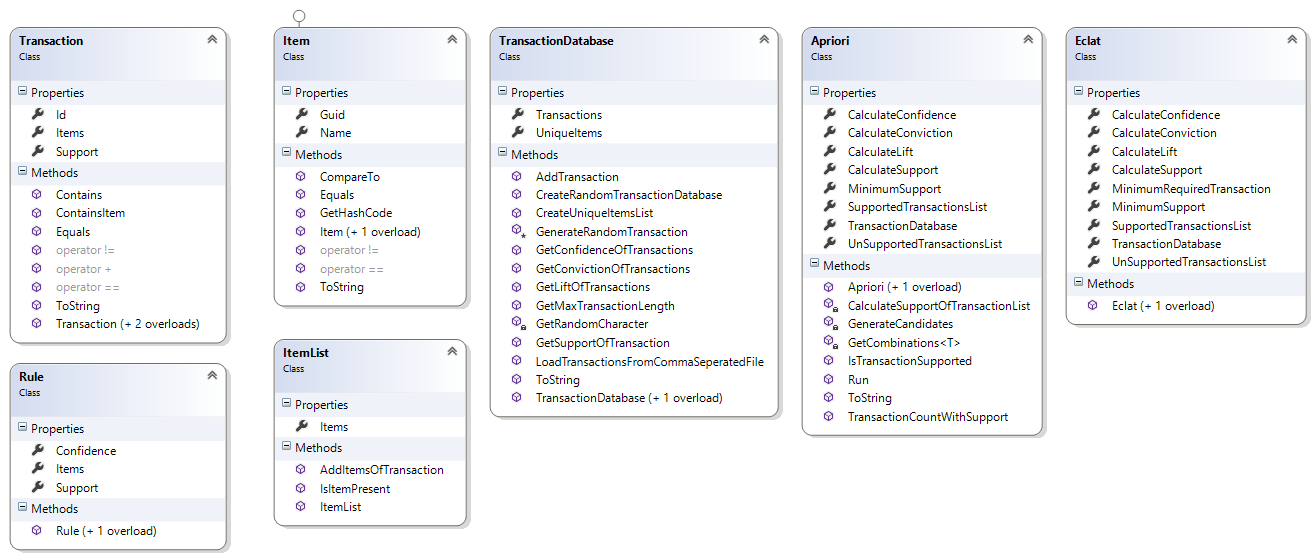 Transaction
Class
Properties
Id
Items
Support
Methods
Contains
ContainsItem
Equals
operator !=
operator +
operator ==
ToString
Transaction (+ 2 overloads)
Rule
Class
Properties
Confidence
Items
Support
Methods
Rule (+ 1 overload)
Item
Class
Properties
Guid
Name
Methods
CompareTo
Equals
GetHashCode
Item (+ 1 overload)
operator !=
operator ==
ToString
ItemList
Class
Properties
Items
Methods
AddItemsOfTransaction
IsItemPresent
ItemList
TransactionDatabase
Class
Properties
Transactions
UniqueItems
Methods
AddTransaction
CreateRandomTransactionDatabase
CreateUniqueItemsList
GenerateRandomTransaction
GetConfidenceOfTransactions
GetConvictionOfTransactions
GetLiftOfTransactions
GetMaxTransactionLength
GetRandomCharacter
GetSupportOfTransaction
LoadTransactionsFromCommaSeperatedFile
ToString
TransactionDatabase (+ 1 overload)
Apriori
Class
Properties
CalculateConfidence
CalculateConviction
CalculateLift
CalculateSupport
MinimumSupport
SupportedTransactionsList
TransactionDatabase
UnSupportedTransactionsList
Methods
Apriori (+ 1 overload)
CalculateSupportOfTransactionList
GenerateCandidates
GetCombinations<T>
IsTransactionSupported
Run
ToString
TransactionCountWithSupport
Eclat
Class
Properties
CalculateConfidence
CalculateConviction
CalculateLift
CalculateSupport
MinimumRequiredTransaction
MinimumSupport
SupportedTransactionsList
TransactionDatabase
UnSupportedTransactionsList
Methods
Eclat (+ 1 overload)